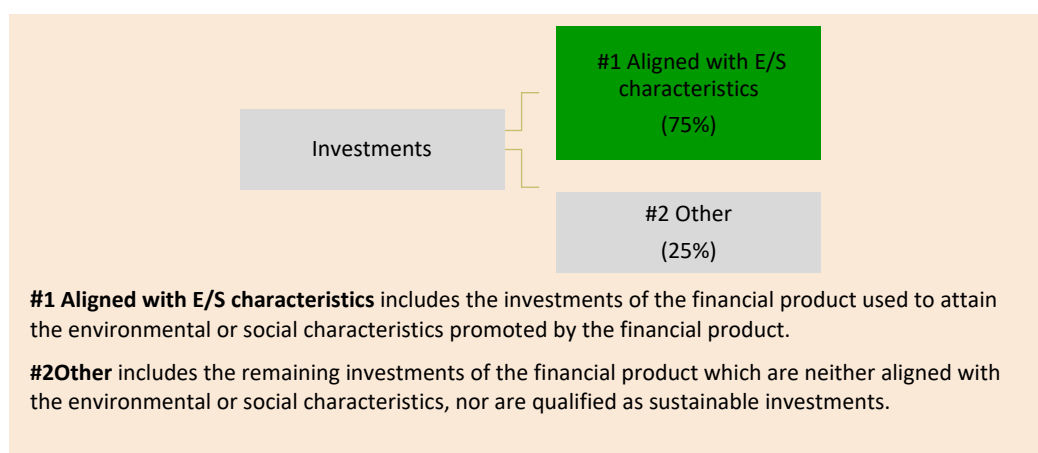 #1 Aligned with E/S
characteristics
(75%)
Investments
#2 Other
(25%)
#1 Aligned with E/S characteristics includes the investments of the financial product used to attain
the environmental or social characteristics promoted by the financial product.
#2Other includes the remaining investments of the financial product which are neither aligned with
the environmental or social characteristics, nor are qualified as sustainable investments.